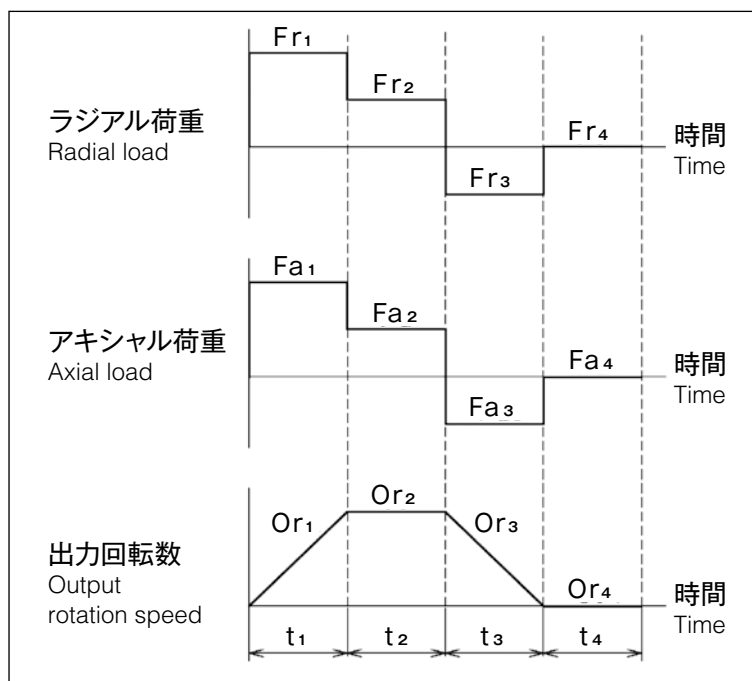 Fr₁
Fr₂
ラジアル荷重
Radial load
Fr₃
Fr₄
時間
Time
Fa₁
Fa₂
アキシャル荷重
Axial load
Fa₃
Fa₄
時間
Time
Or₁
Or₂
Or₃
出力回転数
Output
rotation speed
Or₄
時間
Time
t₁
t₂
t₃
t₄